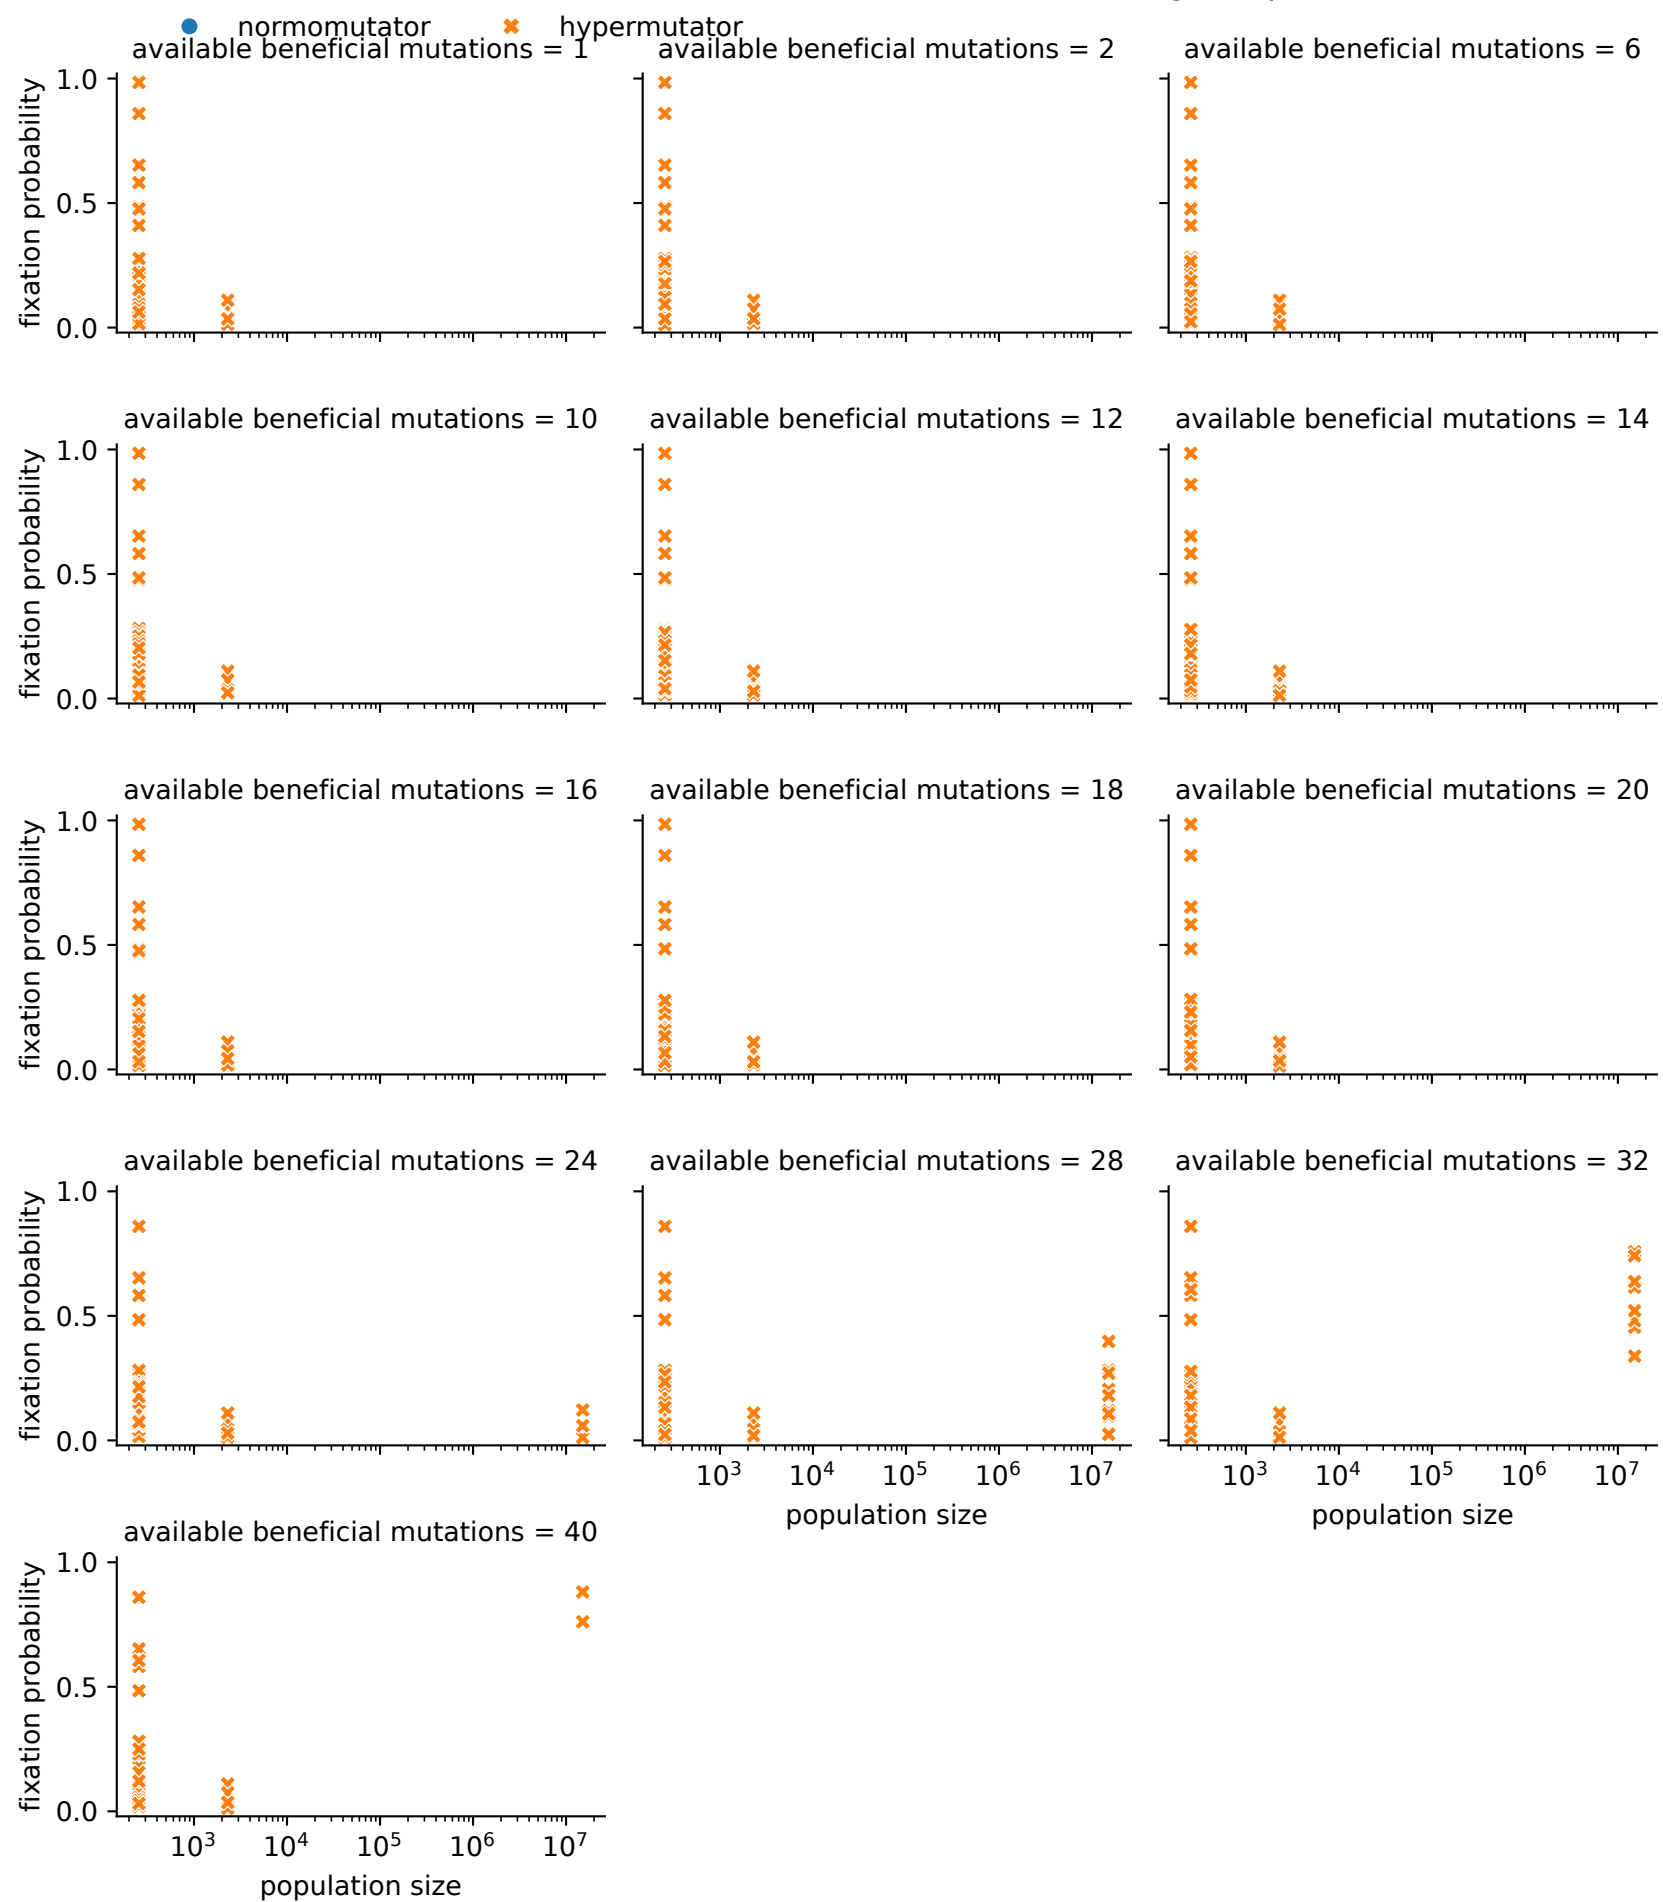 normomutator hypermutator
available beneficial mutations = 1 available beneficial mutations = 2 available beneficial mutations = 6
fixation probability
1.0
0.5
0.0
available beneficial mutations = 10 available beneficial mutations = 12 available beneficial mutations = 14
fixation probability
1.0
0.5
0.0
available beneficial mutations = 16 available beneficial mutations = 18 available beneficial mutations = 20
fixation probability
1.0
0.5
0.0
available beneficial mutations = 24 available beneficial mutations = 28 available beneficial mutations = 32
fixation probability
1.0
0.5
0.0
10³ 10⁴ 10⁵ 10⁶ 10⁷ 10³ 10⁴ 10⁵ 10⁶ 10⁷
population size population size
available beneficial mutations = 40
fixation probability
1.0
0.5
0.0
10³ 10⁴ 10⁵ 10⁶ 10⁷
population size